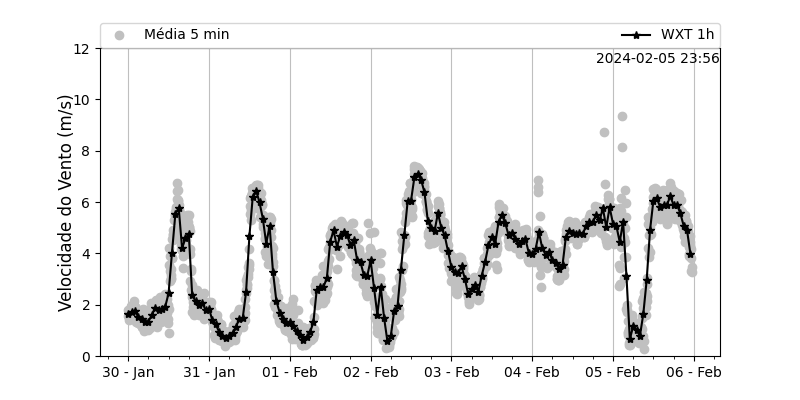 Média 5 min
WXT 1h
2024-02-05 23:56
Velocidade do Vento (m/s)
12
10
8
6
4
2
0
30 - Jan
31 - Jan
01 - Feb
02 - Feb
03 - Feb
04 - Feb
05 - Feb
06 - Feb